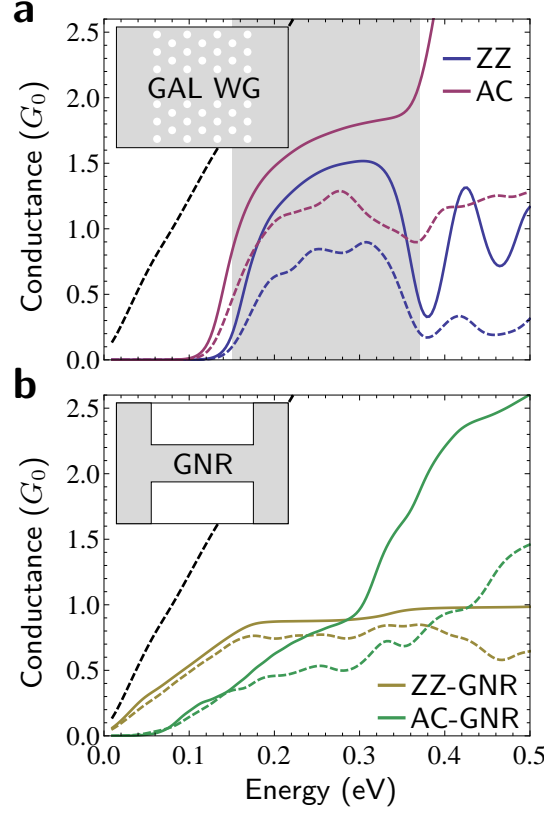 a
2.5
2.0
1.5
1.0
0.5
0.0
Conductance (G₀)
GAL WG
ZZ
AC
b
2.5
2.0
1.5
1.0
0.5
0.0
Conductance (G₀)
GNR
ZZ-GNR
AC-GNR
0.0 0.1 0.2 0.3 0.4 0.5
Energy (eV)